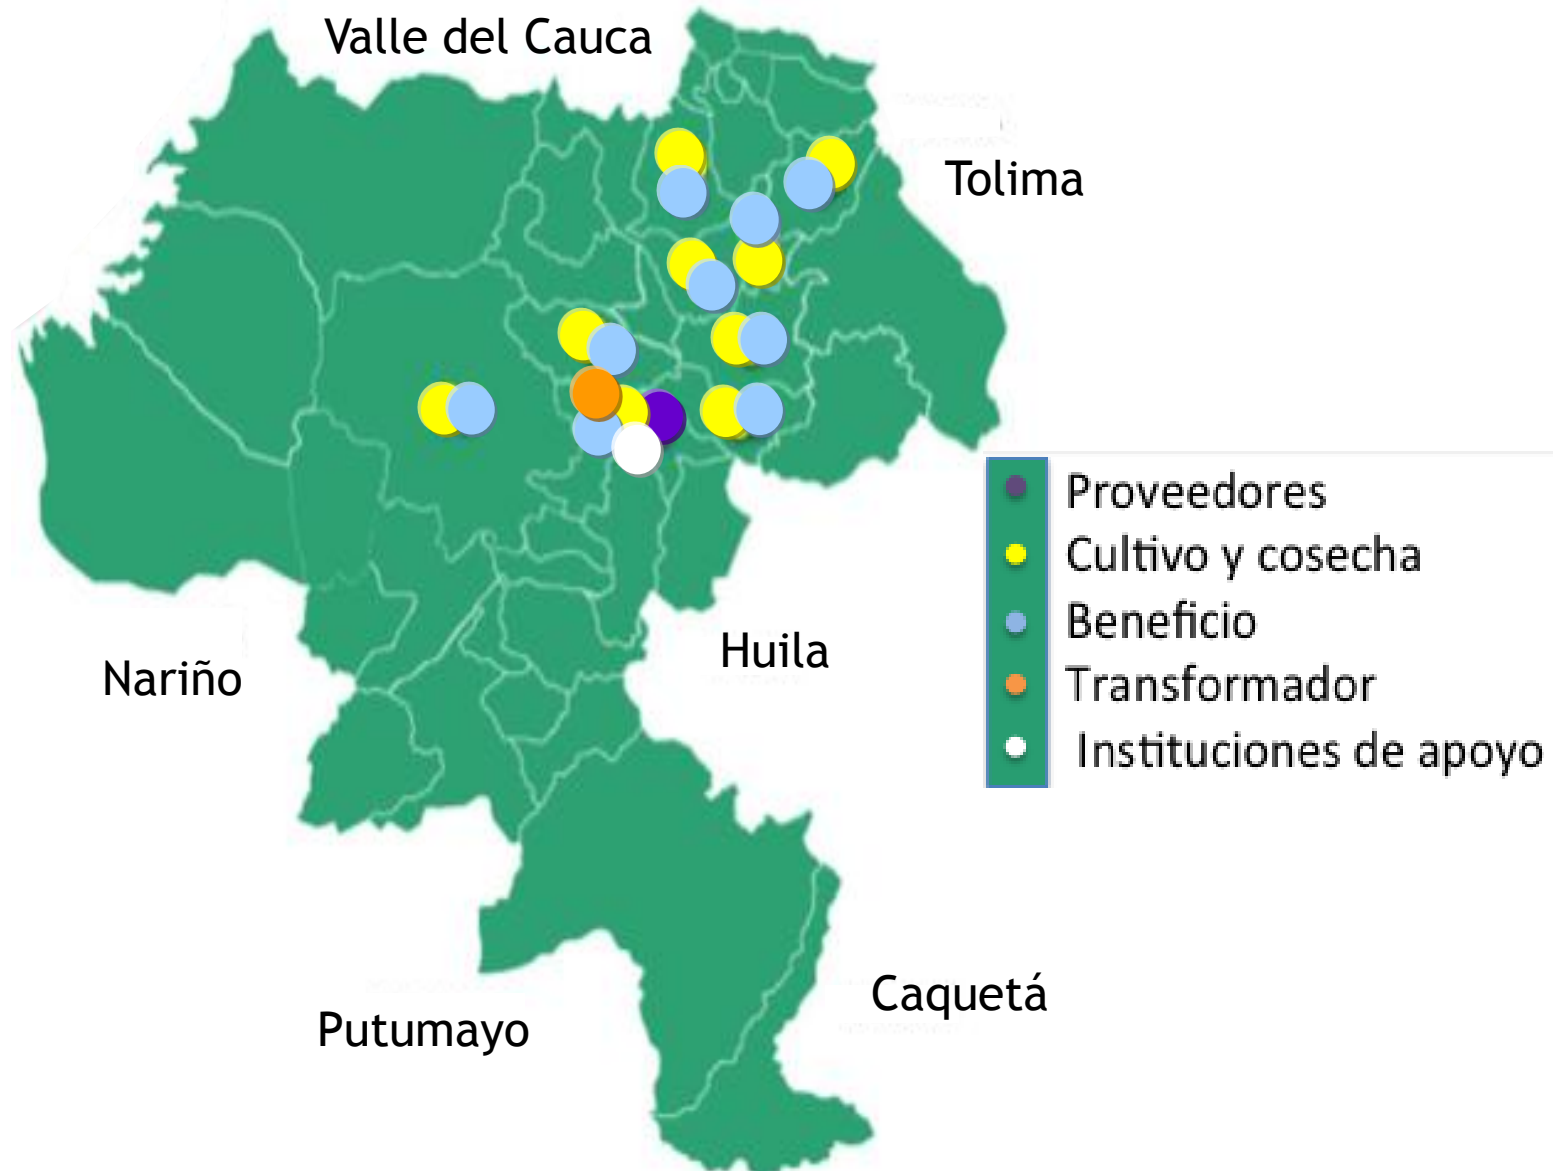 Valle del Cauca
Tolima
Proveedores
Cultivo y cosecha
Beneficio
Transformador
Instituciones de apoyo
Huila
Nariño
Caquetá
Putumayo